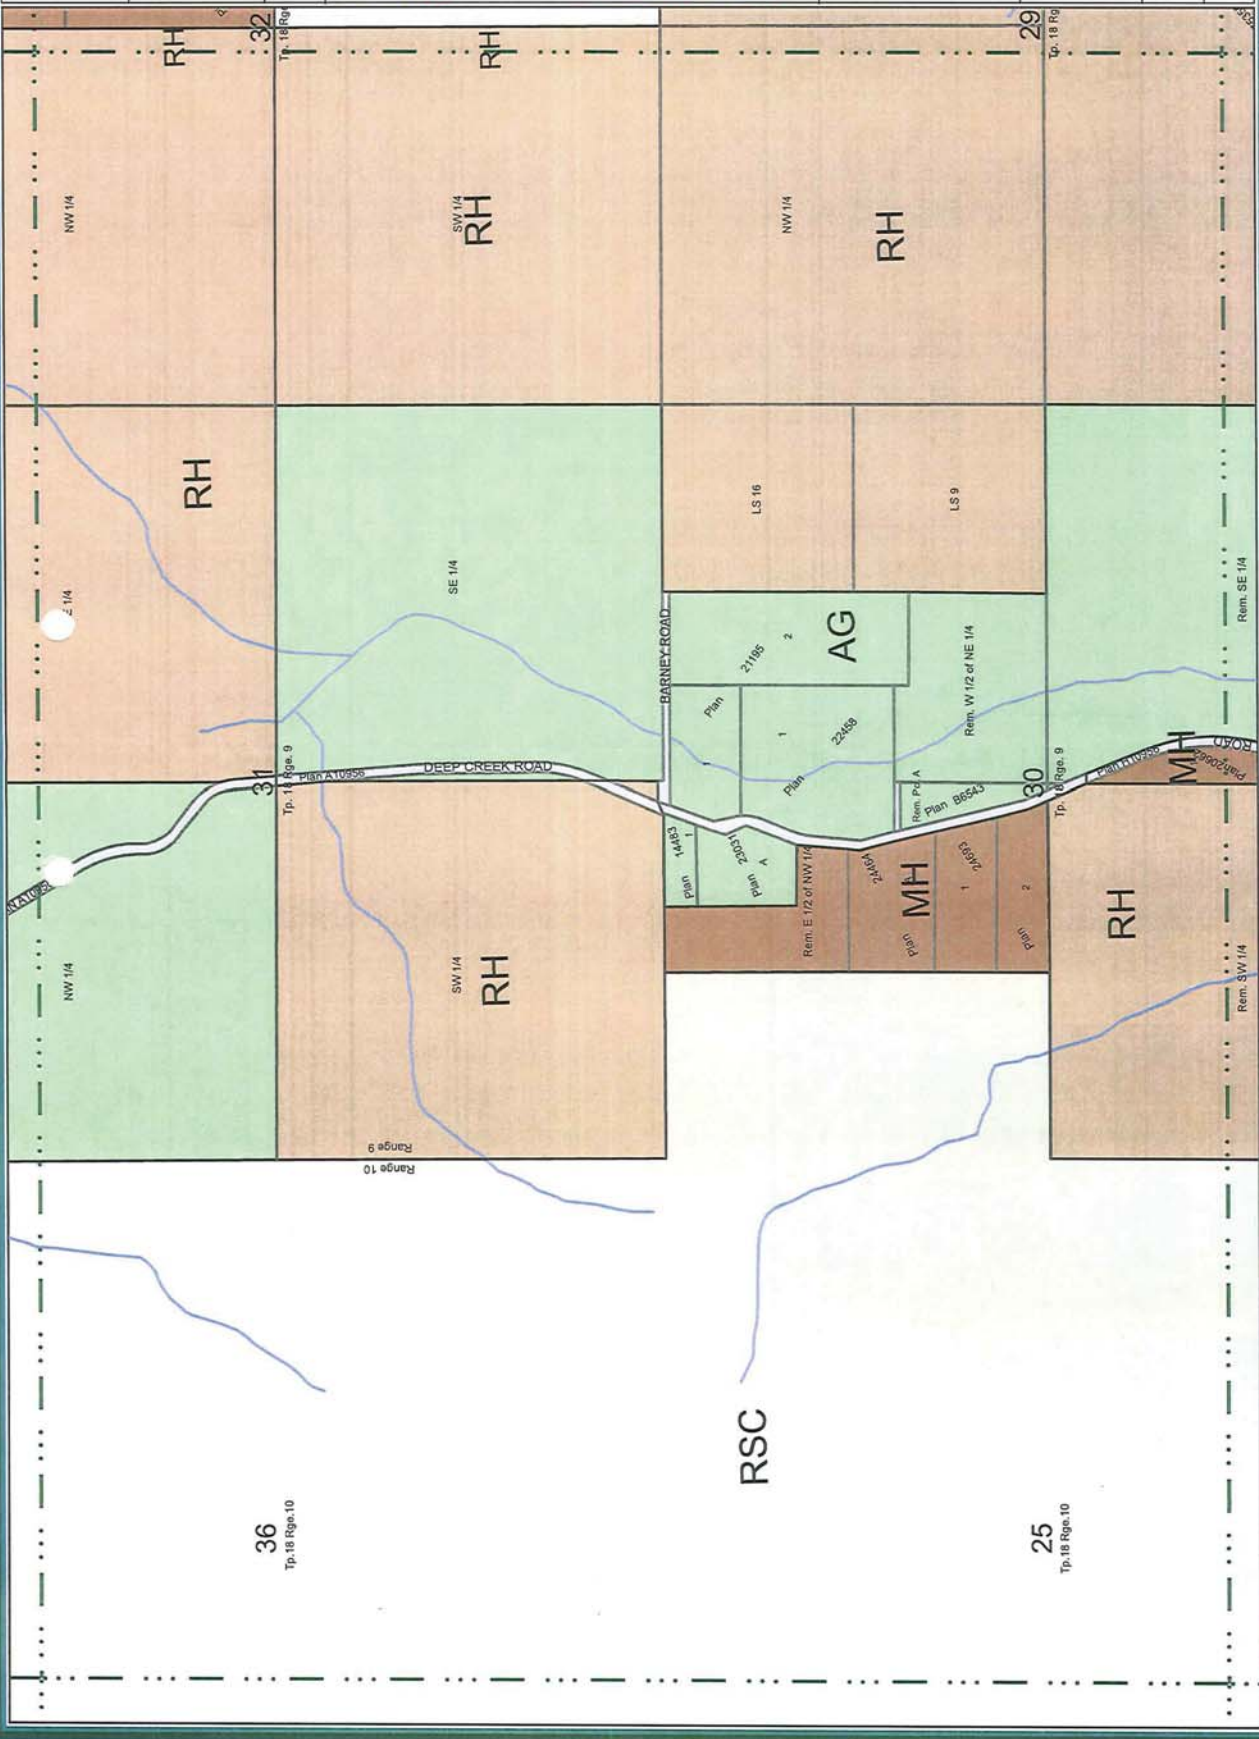 RH
32
Tp. 18 Rge
RH
29
Tp. 18 Rg
NW 1/4
SW 1/4
RH
NW 1/4
RH
RH
LS 16
LS 9
E 1/4
SE 1/4
Rem. SE 1/4
BARNEY ROAD
21195
2
AG
Rem. W 1/2 of NE 1/4
Plan
1
1
22458
Plan
31
Tp. 18 Rge. 9
Plan A10956
DEEP CREEK ROAD
Rem. Pcl. A
Plan B6543
30
Tp. 18 Rge. 9
MH
ROAD
Plan 20662
14483
1
Plan
23031
A
Plan
Rem. E 1/2 of NW 1/4
24464
A
Plan
MH
24693
1
2
Plan
RH
NW 1/4
SW 1/4
RH
Rem. SW 1/4
Range 9
Range 10
RSC
36
Tp.18 Rge.10
25
Tp.18 Rge.10